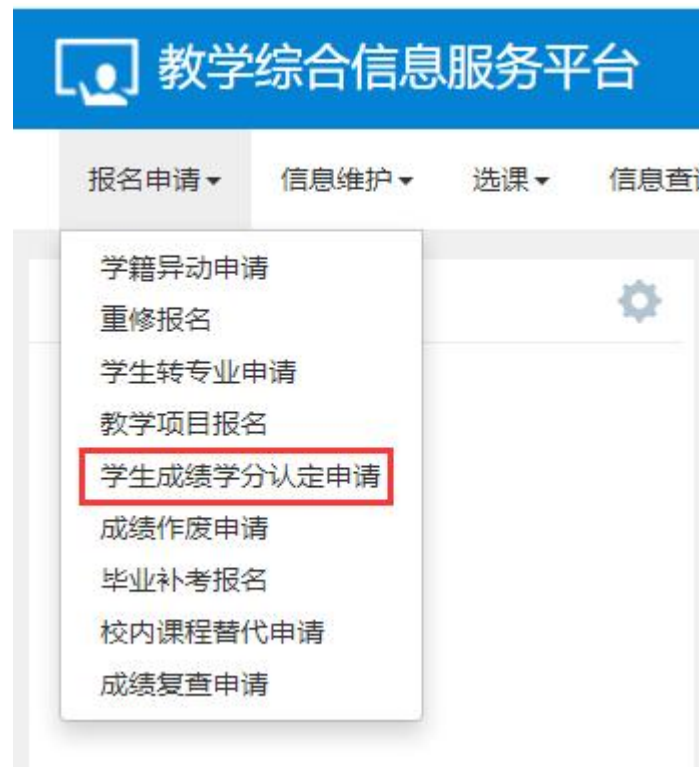 教学综合信息服务平台
报名申请 信息维护 选课 信息查
学籍异动申请
重修报名
学生转专业申请
教学项目报名
学生成绩学分认定申请
成绩作废申请
毕业补考报名
校内课程替代申请
成绩复查申请